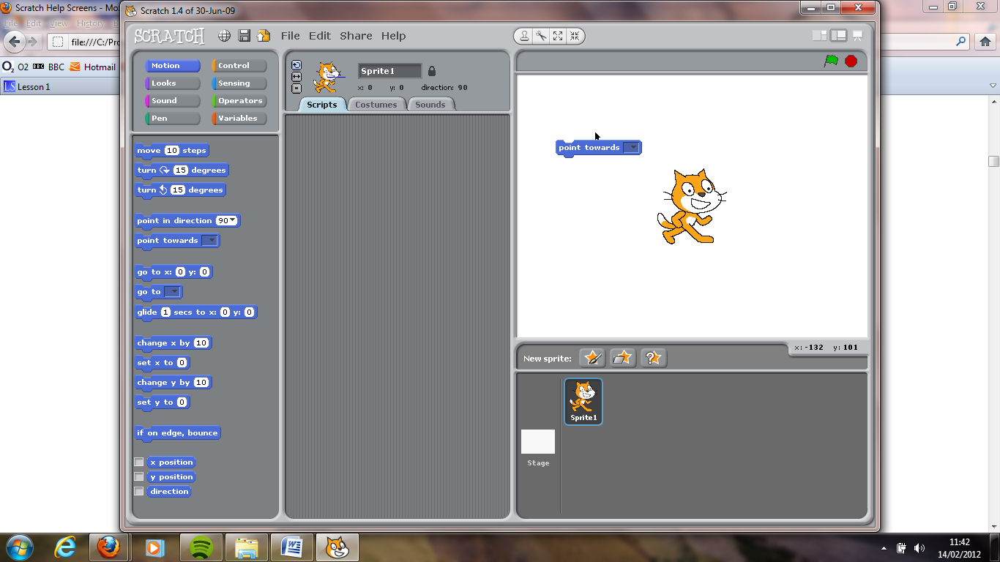 Scratch Help Screens - Moz
Scratch 1.4 of 30-Jun-09
File Edit View History
SCRATCH
File Edit Share Help
file:///C:/Pro
O2 BBC Hotmail
LS Lesson 1
Motion
Control
Looks
Sensing
Sound
Operators
Pen
Variables
Sprite1
x: 0 y: 0 direction: 90
Scripts
Costumes
Sounds
move 10 steps
turn 15 degrees
turn 15 degrees
point in direction 90
point towards
go to x: 0 y: 0
go to
glide 1 secs to x: 0 y: 0
change x by 10
set x to 0
change y by 10
set y to 0
if on edge, bounce
x position
y position
direction
point towards
x: -132 y: 101
New sprite:
Sprite1
Stage
11:42
14/02/2012